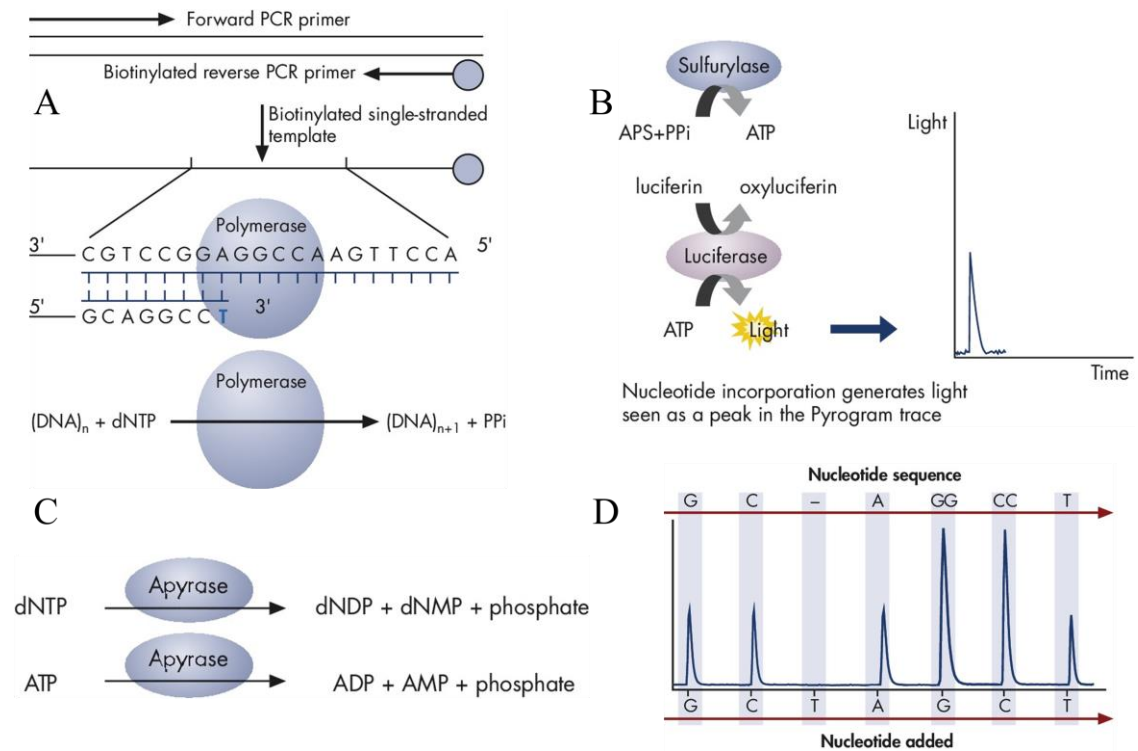 Forward PCR primer
Biotinylated reverse PCR primer
A
Biotinylated single-stranded
template
Polymerase
3' CGTCCGGAGGCCAAGTTCCA 5'
5' GCAGGCCT 3'
Polymerase
(DNA)n + dNTP (DNA)n+1 + PPi
B
Sulfurylase
APS+PPi ATP
luciferin oxyluciferin
Luciferase
ATP Light
Light
Time
Nucleotide incorporation generates light
seen as a peak in the Pyrogram trace
C
Apyrase
dNTP dNDP + dNMP + phosphate
Apyrase
ATP ADP + AMP + phosphate
D
Nucleotide sequence
G C – A GG CC T
G C T A G C T
Nucleotide added